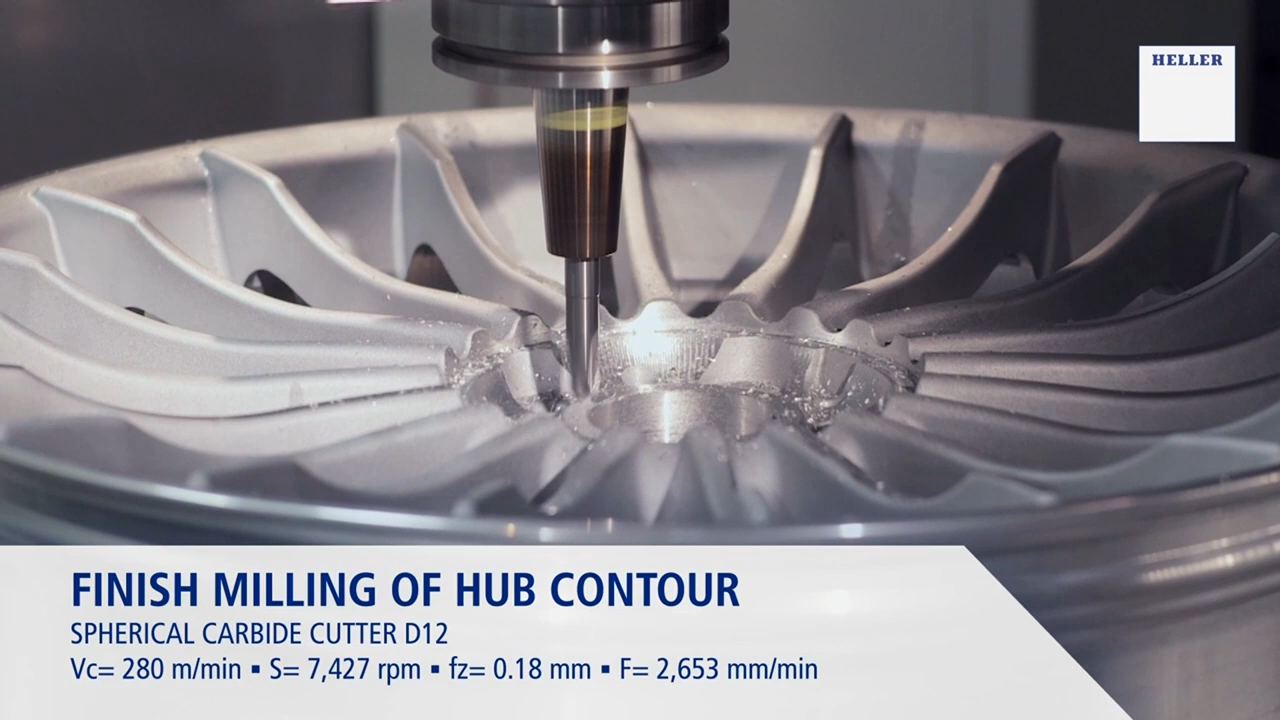 HELLER
FINISH MILLING OF HUB CONTOUR
SPHERICAL CARBIDE CUTTER D12
Vc= 280 m/min ▪ S= 7,427 rpm ▪ fz= 0.18 mm ▪ F= 2,653 mm/min